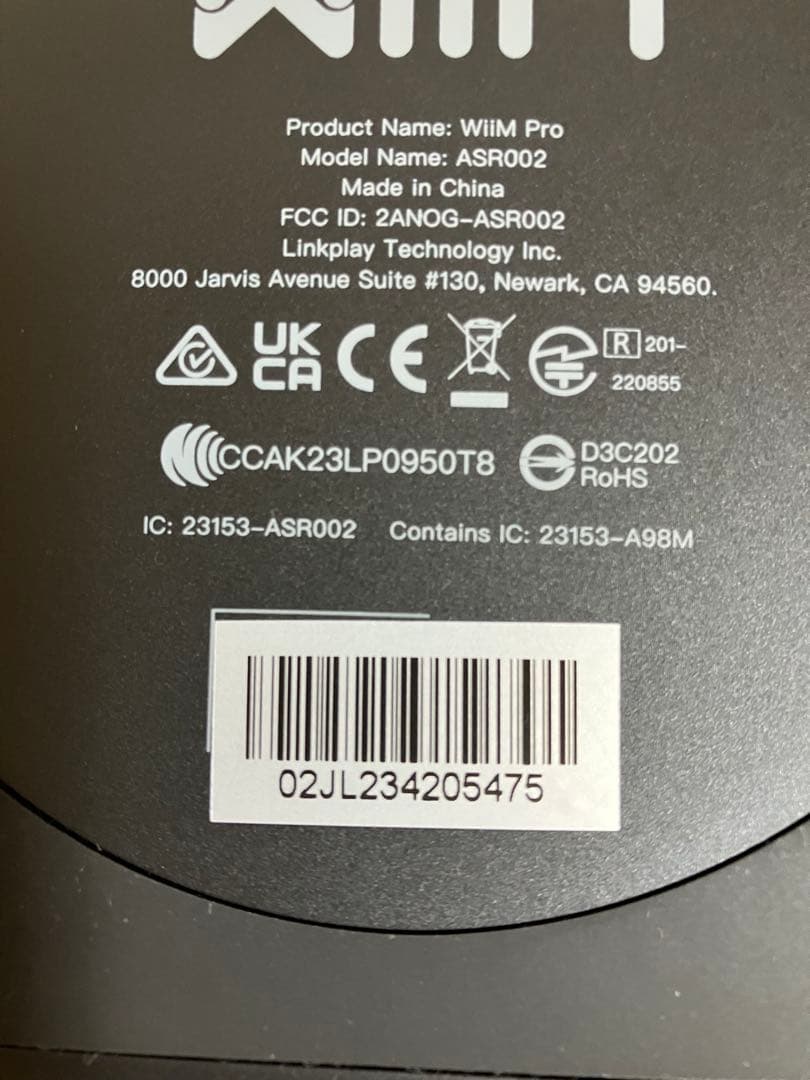 WiiM
Product Name: WiiM Pro
Model Name: ASR002
Made in China
FCC ID: 2ANOG-ASR002
Linkplay Technology Inc.
8000 Jarvis Avenue Suite #130, Newark, CA 94560.
UK
CA
CE
R 201-
220855
CCAK23LP0950T8
D3C202
RoHS
IC: 23153-ASR002 Contains IC: 23153-A98M
02JL234205475